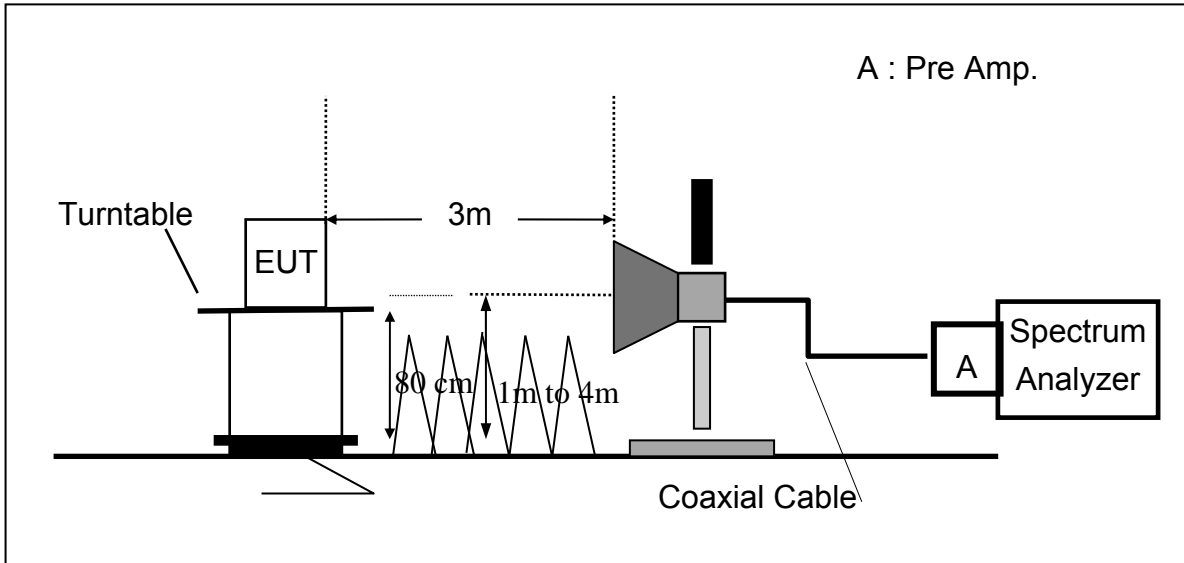 A : Pre Amp.
Turntable
3m
EUT
Spectrum
Analyzer
A
80 cm
1m to 4m
Coaxial Cable